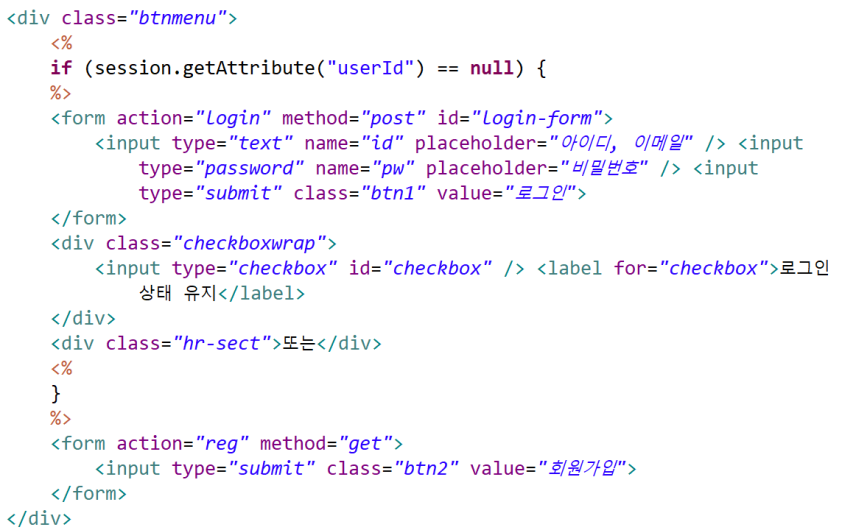 <div class="btnmenu">
<%
if (session.getAttribute("userId") == null) {
%>
<form action="login" method="post" id="login-form">
<input type="text" name="id" placeholder="아이디, 이메일" /> <input
type="password" name="pw" placeholder="비밀번호" /> <input
type="submit" class="btn1" value="로그인">
</form>
<div class="checkboxwrap">
<input type="checkbox" id="checkbox" /> <label for="checkbox">로그인
상태 유지</label>
</div>
<div class="hr-sect">또는</div>
<%
}
%>
<form action="reg" method="get">
<input type="submit" class="btn2" value="회원가입">
</form>
</div>